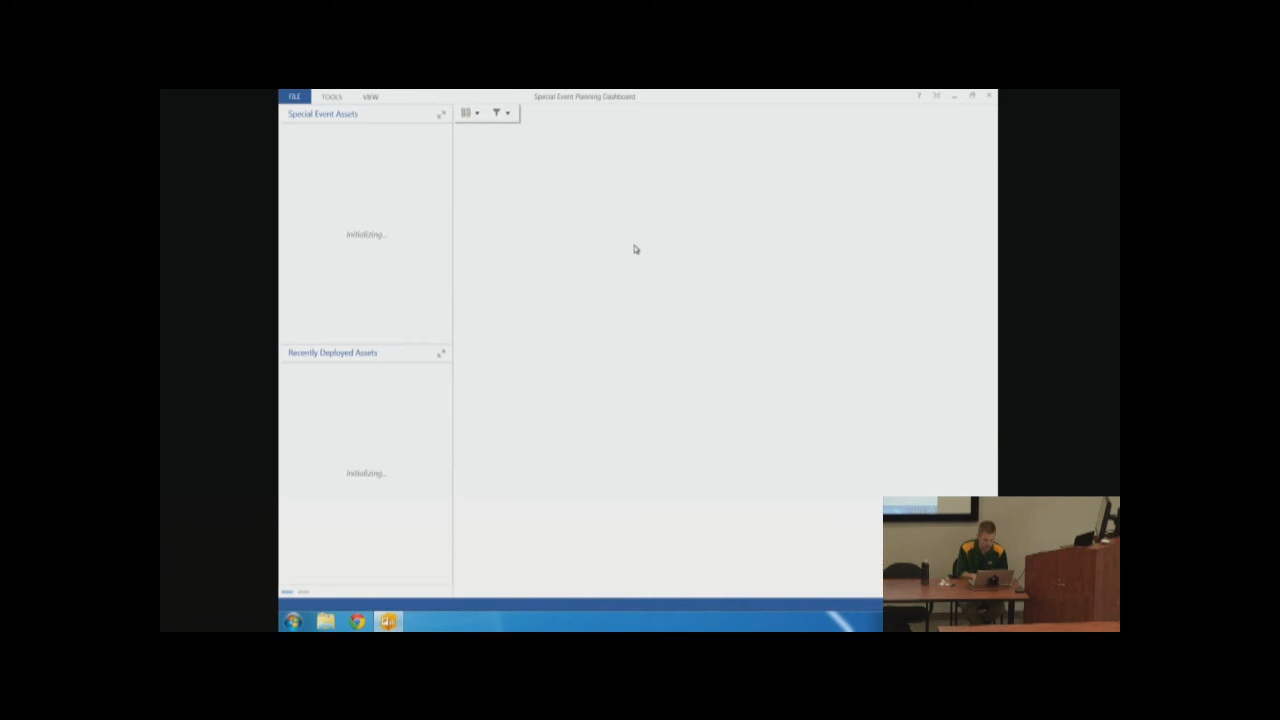 FILE TOOLS VIEW Special Event Planning Dashboard
Special Event Assets
Initializing...
Recently Deployed Assets
Initializing...